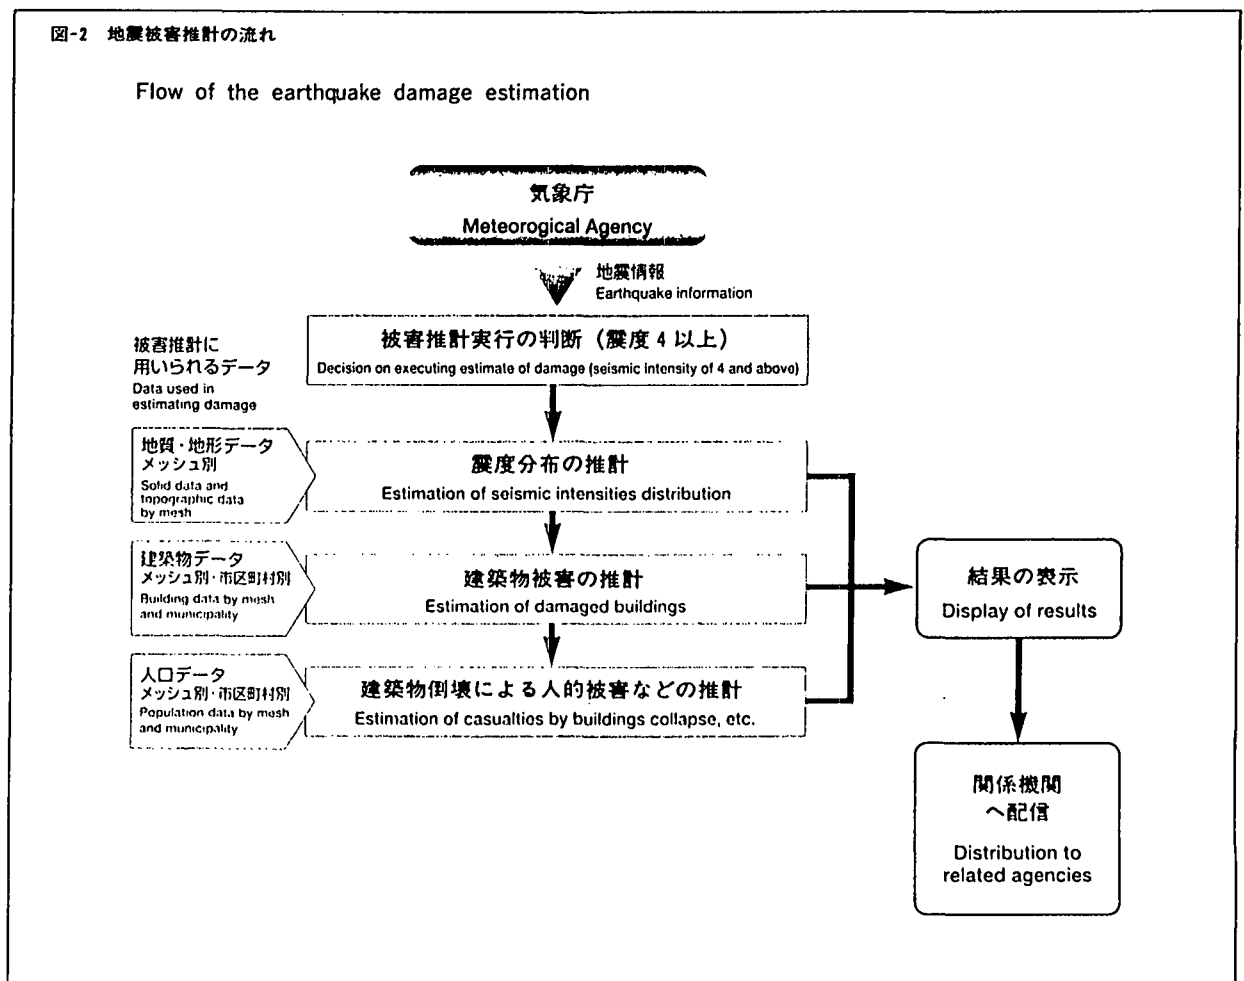 図-2 地震被害推計の流れ
Flow of the earthquake damage estimation
気象庁
Meteorogical Agency
地震情報
Earthquake information
被害推計実行の判断（震度4以上）
Decision on executing estimate of damage (seismic intensity of 4 and above)
被害推計に
用いられるデータ
Data used in
estimating damage
地質・地形データ
メッシュ別
Solid data and
topographic data
by mesh
震度分布の推計
Estimation of seismic intensities distribution
建築物データ
メッシュ別・市区町村別
Building data by mesh
and municipality
建築物被害の推計
Estimation of damaged buildings
人口データ
メッシュ別・市区町村別
Population data by mesh
and municipality
建築物倒壊による人的被害などの推計
Estimation of casualties by buildings collapse, etc.
結果の表示
Display of results
関係機関
へ配信
Distribution to
related agencies